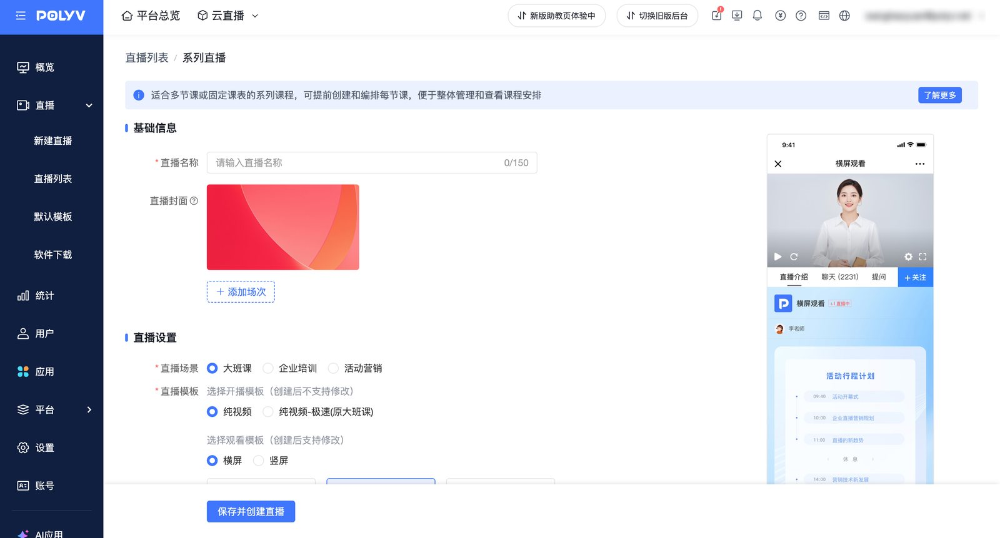 POLYV
平台总览
云直播
新版助教页体验中
切换旧版后台
概览
直播
新建直播
直播列表
默认模板
软件下载
统计
用户
应用
平台
设置
账号
AI应用
直播列表 / 系列直播
适合多节课或固定课表的系列课程，可提前创建和编排每节课，便于整体管理和查看课程安排
了解更多
基础信息
*直播名称
请输入直播名称
0/150
直播封面
+ 添加场次
直播设置
*直播场景
大班课
企业培训
活动营销
*直播模板
选择开播模板（创建后不支持修改）
纯视频
纯视频-极速(原大班课)
选择观看模板（创建后支持修改）
横屏
竖屏
保存并创建直播
9:41
横屏观看
直播介绍
聊天 (2231)
提问
+关注
横屏观看
直播中
李老师
活动行程计划
09:40 活动开幕式
10:00 企业直播营销规划
11:00 直播的新趋势
休 息
14:00 营销技术新发展